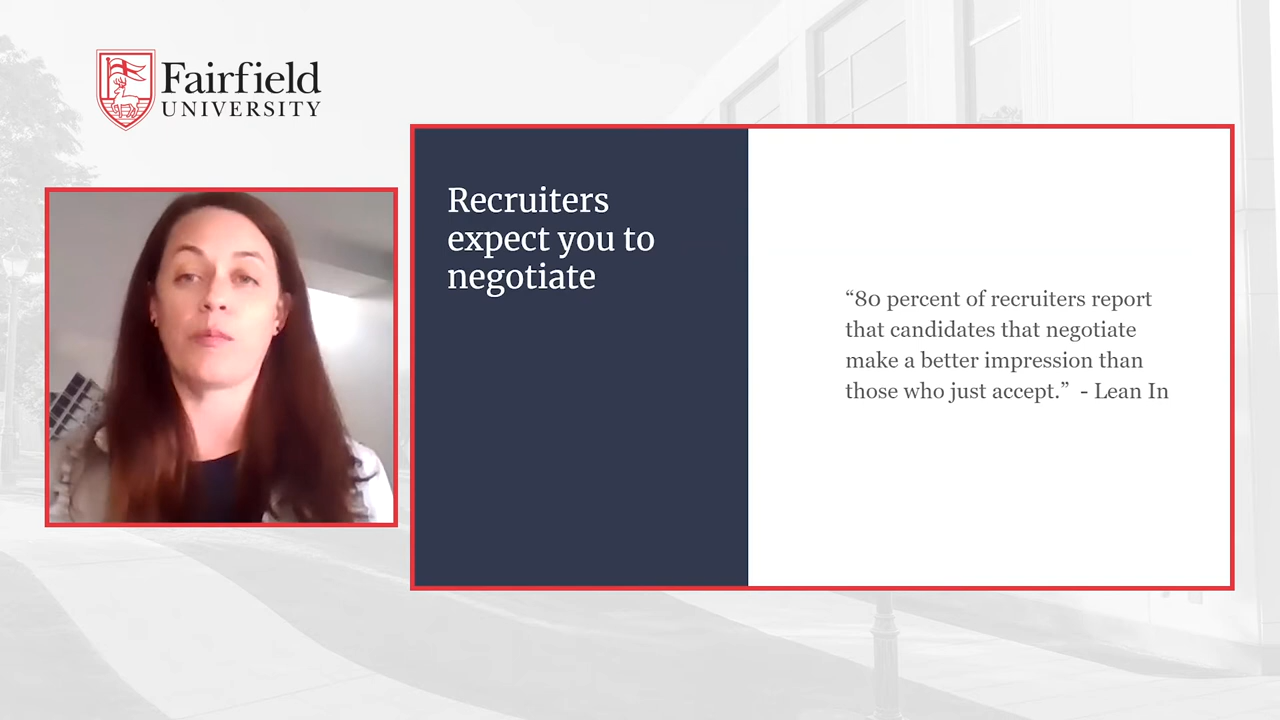 Fairfield
UNIVERSITY
Recruiters
expect you to
negotiate
“80 percent of recruiters report
that candidates that negotiate
make a better impression than
those who just accept.”  - Lean In